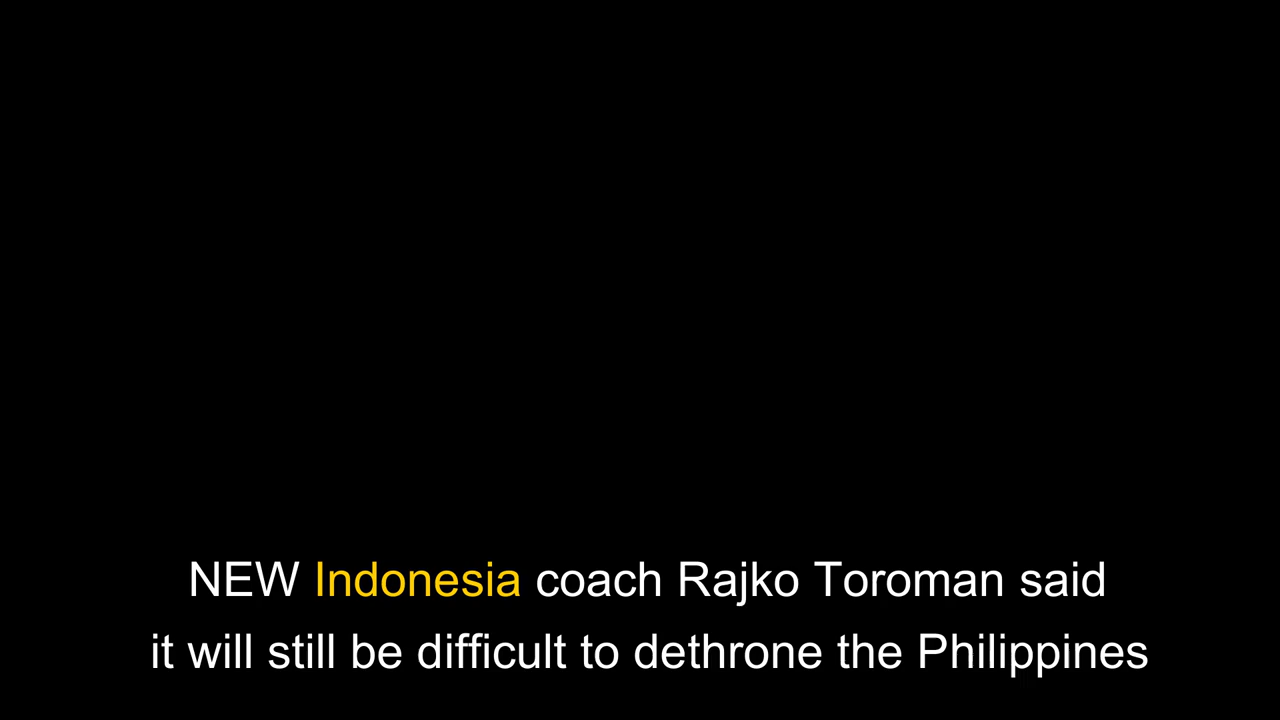 NEW Indonesia coach Rajko Toroman said
it will still be difficult to dethrone the Philippines